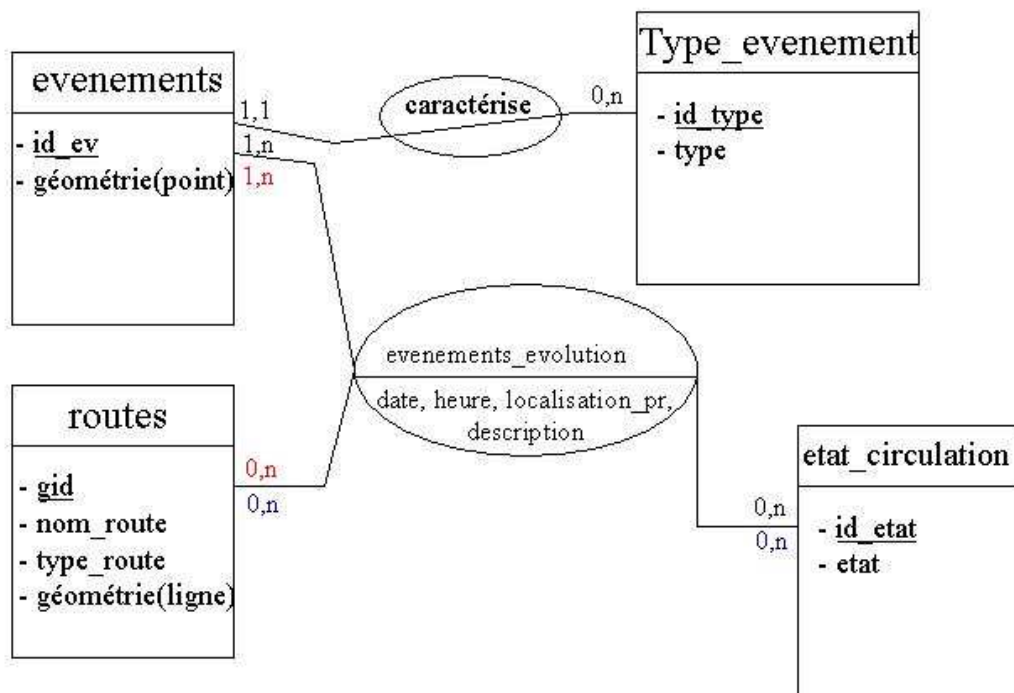 evenements
- id_ev
- géométrie(point)
1,1
1,n
1,n
caractérise
0,n
Type_evenement
- id_type
- type
evenements_evolution
date, heure, localisation_pr,
description
routes
- gid
- nom_route
- type_route
- géométrie(ligne)
0,n
0,n
0,n
0,n
etat_circulation
- id_etat
- etat